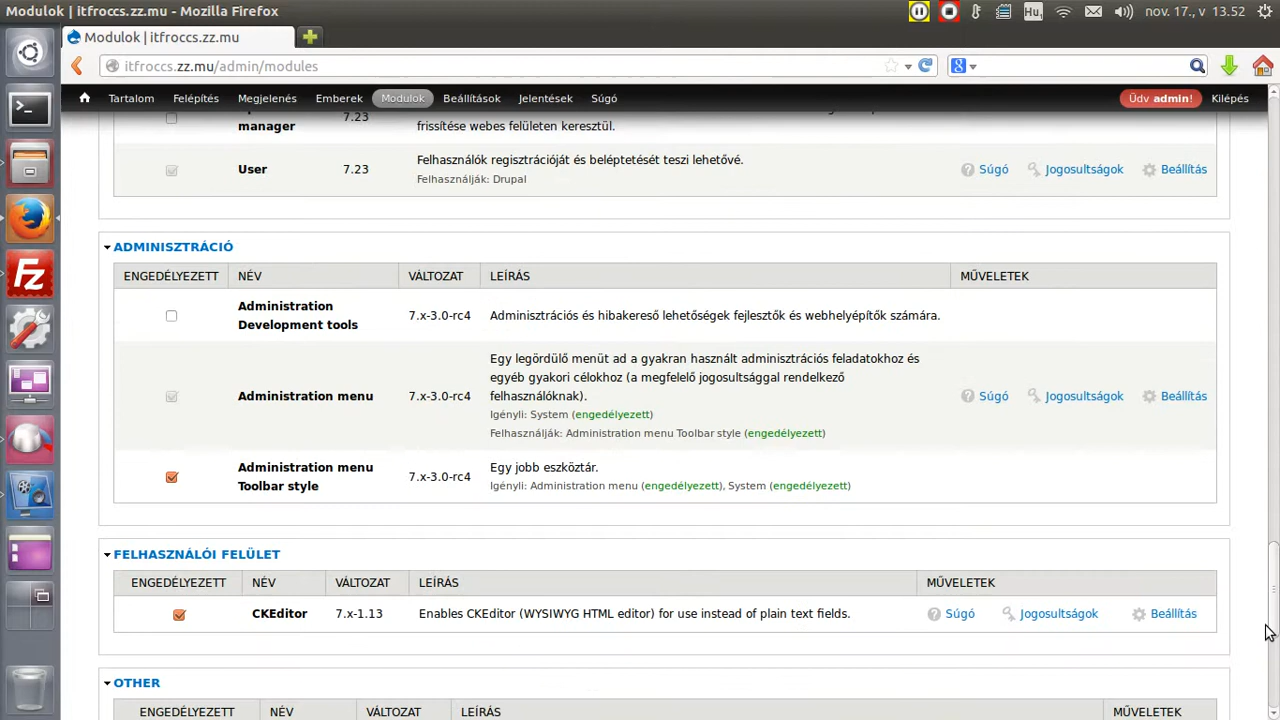 Modulok | itfroccs.zz.mu - Mozilla Firefox
Hu
nov. 17., v 13.52
Modulok | itfroccs.zz.mu
itfroccs.zz.mu/admin/modules
8
Tartalom Felépítés Megjelenés Emberek Modulok Beállítások Jelentések Súgó
Üdv admin! Kilépés
manager
7.23
frissítése webes felületen keresztül.
User
7.23
Felhasználók regisztrációját és beléptetését teszi lehetővé.
Felhasználják: Drupal
Súgó Jogosultságok Beállítás
ADMINISZTRÁCIÓ
ENGEDÉLYEZETT NÉV VÁLTOZAT LEÍRÁS MŰVELETEK
Administration
Development tools
7.x-3.0-rc4
Adminisztrációs és hibakereső lehetőségek fejlesztők és webhelyépítők számára.
Administration menu
7.x-3.0-rc4
Egy legördülő menüt ad a gyakran használt adminisztrációs feladatokhoz és
egyéb gyakori célokhoz (a megfelelő jogosultsággal rendelkező
felhasználóknak).
Igényli: System (engedélyezett)
Felhasználják: Administration menu Toolbar style (engedélyezett)
Súgó Jogosultságok Beállítás
Administration menu
Toolbar style
7.x-3.0-rc4
Egy jobb eszköztár.
Igényli: Administration menu (engedélyezett), System (engedélyezett)
FELHASZNÁLÓI FELÜLET
ENGEDÉLYEZETT NÉV VÁLTOZAT LEÍRÁS MŰVELETEK
CKEditor 7.x-1.13 Enables CKEditor (WYSIWYG HTML editor) for use instead of plain text fields. Súgó Jogosultságok Beállítás
OTHER
ENGEDÉLYEZETT NÉV VÁLTOZAT LEÍRÁS MŰVELETEK